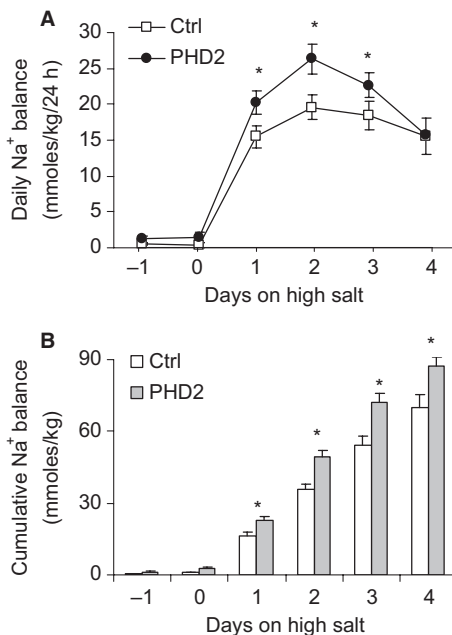 A
Ctrl
PHD2
Daily Na⁺ balance
(mmoles/kg/24 h)
30
25
20
15
10
5
0
* * *
–1 0 1 2 3 4
Days on high salt
B
Ctrl
PHD2
Cumulative Na⁺ balance
(mmoles/kg)
90
60
30
0
* * * *
–1 0 1 2 3 4
Days on high salt